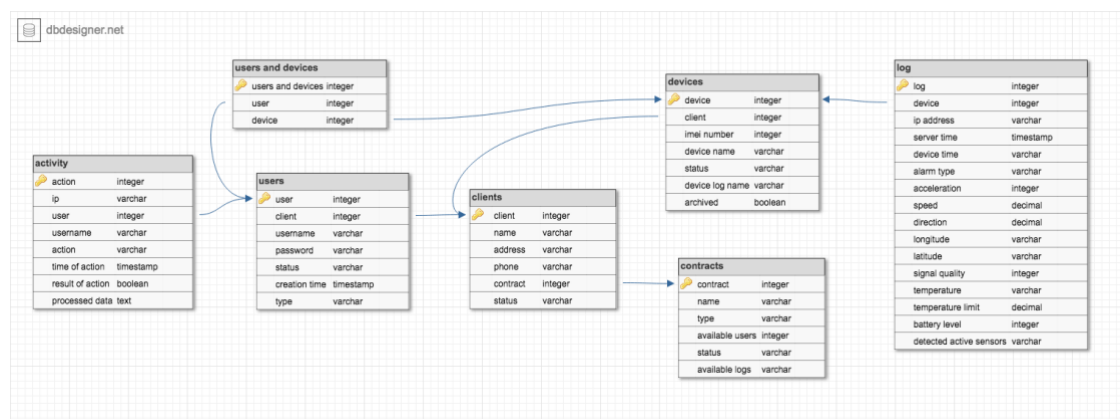 dbdesigner.net
users and devices
users and devices integer
user integer
device integer
activity
action integer
ip varchar
user integer
username varchar
action varchar
time of action timestamp
result of action boolean
processed data text
users
user integer
client integer
username varchar
password varchar
status varchar
creation time timestamp
type varchar
clients
client integer
name varchar
address varchar
phone varchar
contract integer
status varchar
devices
device integer
client integer
imei number integer
device name varchar
status varchar
device log name varchar
archived boolean
contracts
contract integer
name varchar
type varchar
available users integer
status varchar
available logs varchar
log
log integer
device integer
ip address varchar
server time timestamp
device time varchar
alarm type varchar
acceleration integer
speed decimal
direction decimal
longitude varchar
latitude varchar
signal quality integer
temperature varchar
temperature limit decimal
battery level integer
detected active sensors varchar